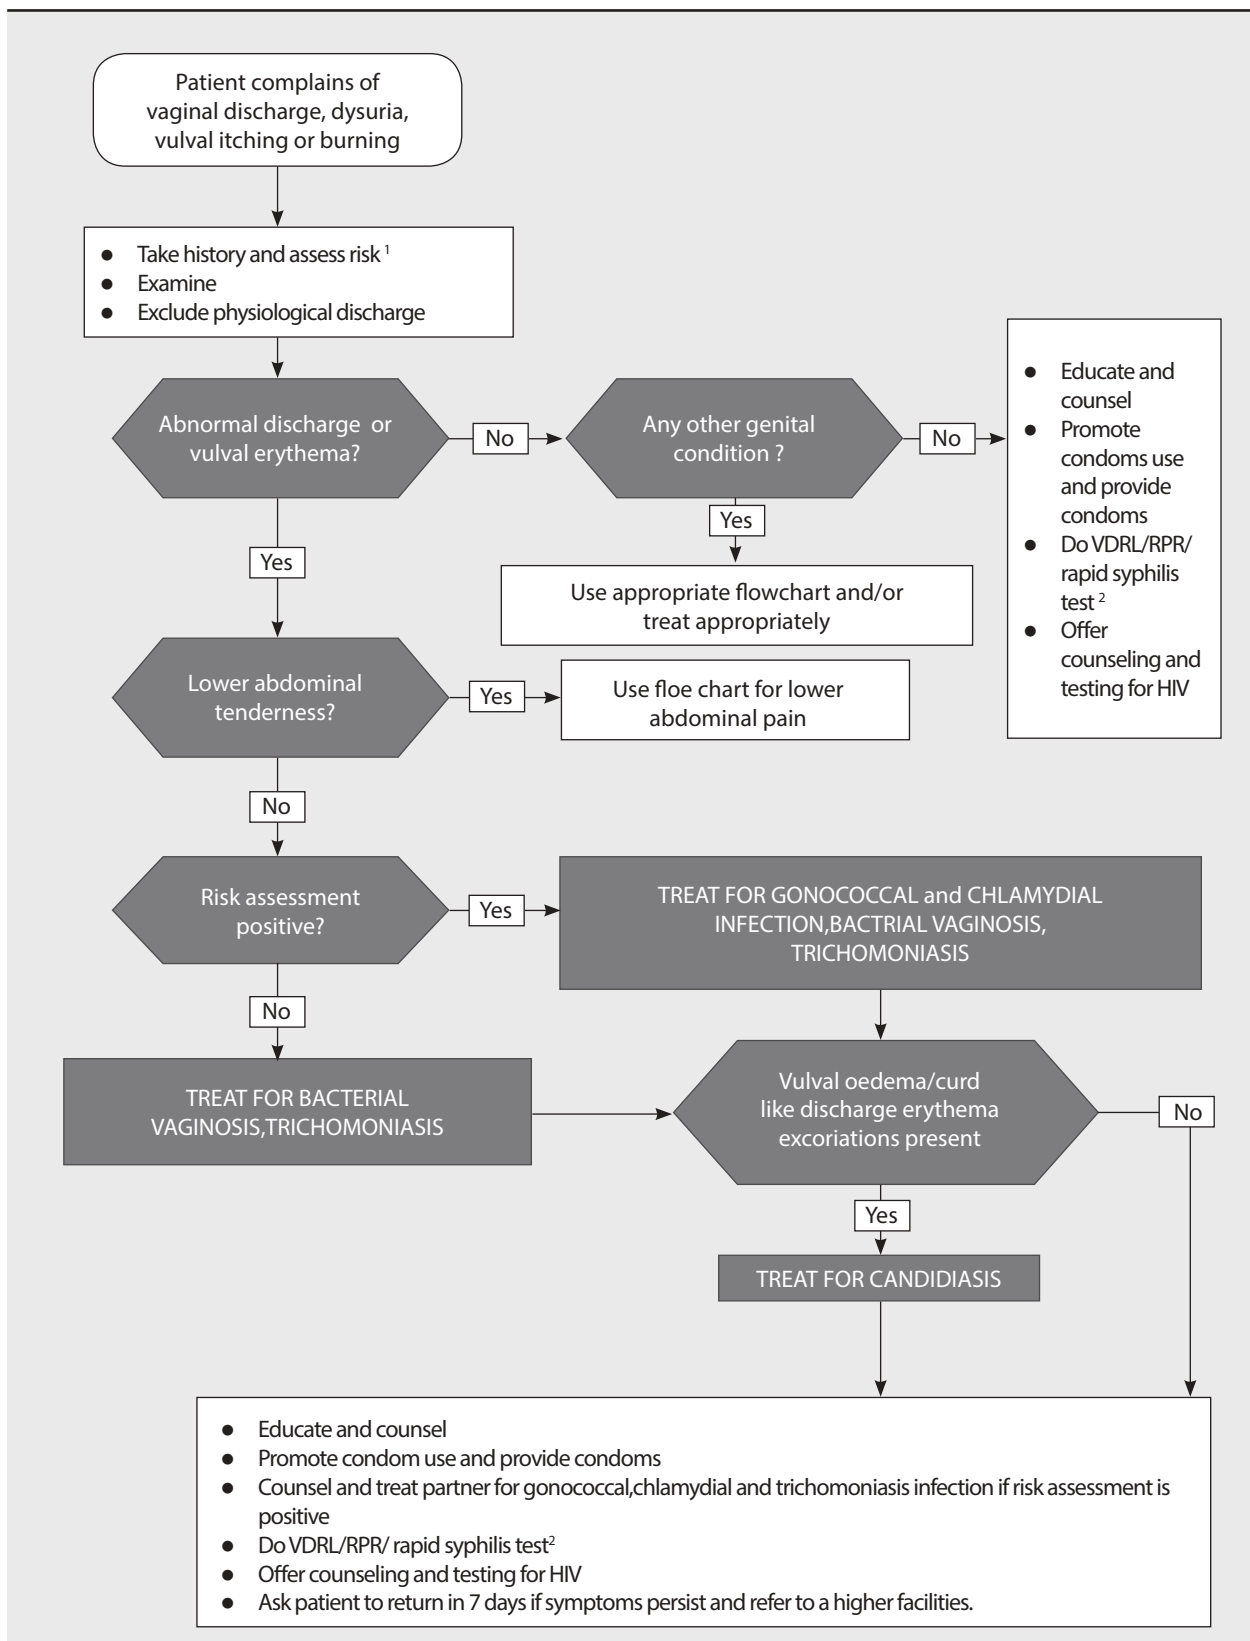 Patient complains of
vaginal discharge, dysuria,
vulval itching or burning
● Take history and assess risk 1
● Examine
● Exclude physiological discharge
Abnormal discharge or
vulval erythema?
No
Any other genital
condition ?
No
● Educate and
counsel
● Promote
condoms use
and provide
condoms
● Do VDRL/RPR/
rapid syphilis
test 2
● Offer
counseling and
testing for HIV
Yes
Use appropriate flowchart and/or
treat appropriately
Yes
Lower abdominal
tenderness?
Yes
Use floe chart for lower
abdominal pain
No
Risk assessment
positive?
Yes
TREAT FOR GONOCOCCAL and CHLAMYDIAL
INFECTION,BACTRIAL VAGINOSIS,
TRICHOMONIASIS
No
TREAT FOR BACTERIAL
VAGINOSIS,TRICHOMONIASIS
Vulval oedema/curd
like discharge erythema
excoriations present
No
Yes
TREAT FOR CANDIDIASIS
● Educate and counsel
● Promote condom use and provide condoms
● Counsel and treat partner for gonococcal,chlamydial and trichomoniasis infection if risk assessment is
positive
● Do VDRL/RPR/ rapid syphilis test2
● Offer counseling and testing for HIV
● Ask patient to return in 7 days if symptoms persist and refer to a higher facilities.